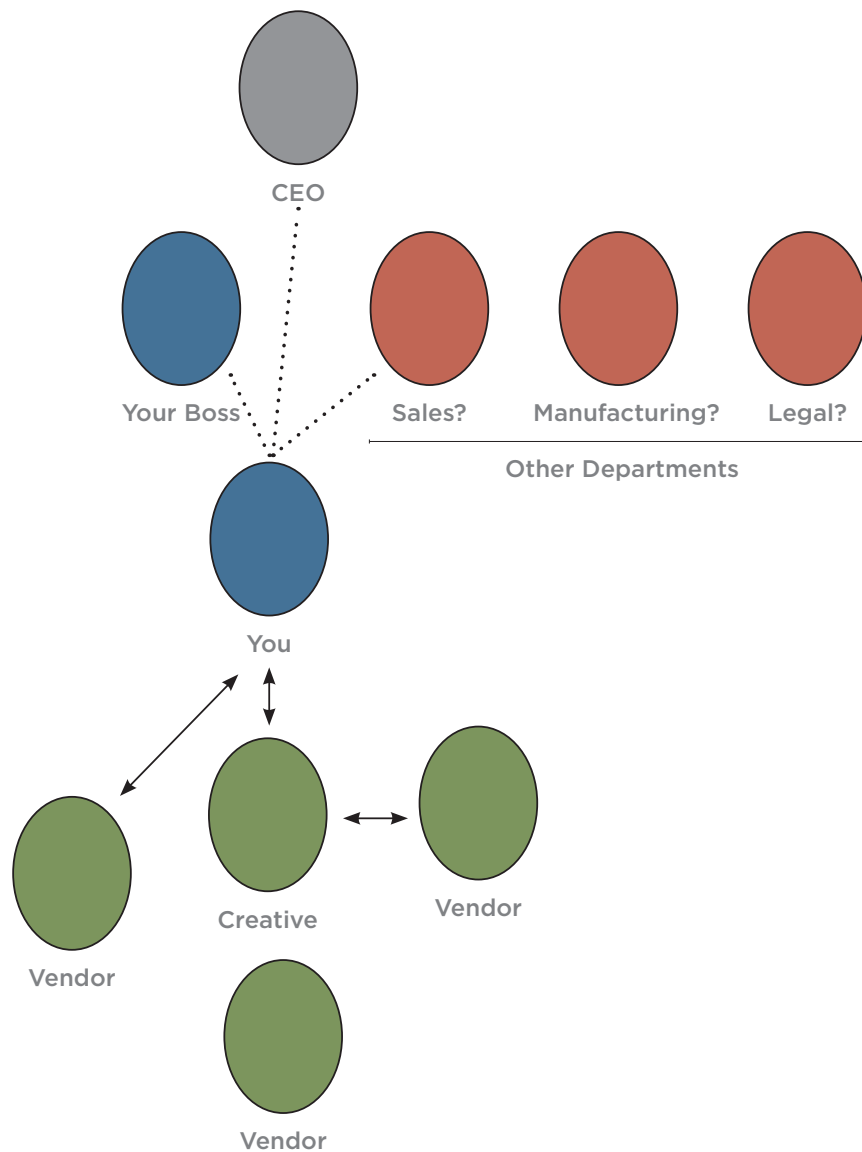 CEO
Your Boss
Sales?
Manufacturing?
Legal?
Other Departments
You
Creative
Vendor
Vendor
Vendor